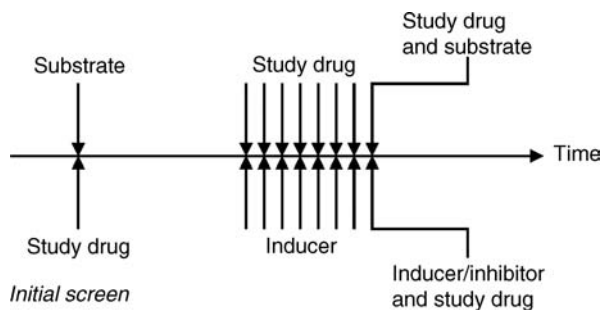 Study drug
and substrate
Substrate
Study drug
Time
Study drug
Inducer
Initial screen
Inducer/inhibitor
and study drug